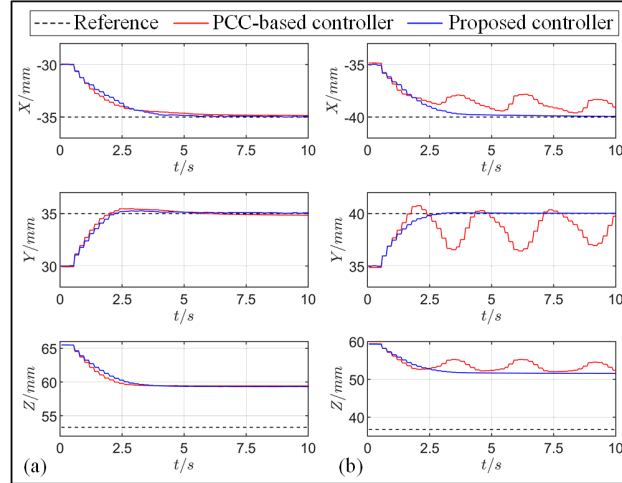 Reference PCC-based controller Proposed controller
X/mm
-30
-35
0 2.5 5 7.5 10
t/s
X/mm
-35
-40
0 2.5 5 7.5 10
t/s
Y/mm
35
30
0 2.5 5 7.5 10
t/s
Y/mm
40
35
0 2.5 5 7.5 10
t/s
Z/mm
65
60
55
0 2.5 5 7.5 10
t/s
(a)
Z/mm
60
50
40
0 2.5 5 7.5 10
t/s
(b)